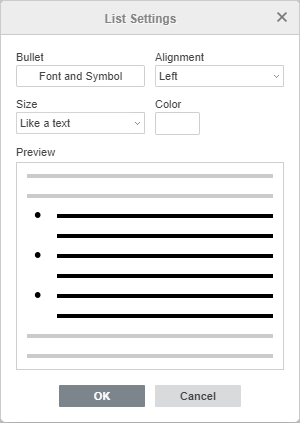 List Settings
Bullet
Alignment
Font and Symbol
Left
Size
Color
Like a text
Preview
OK
Cancel